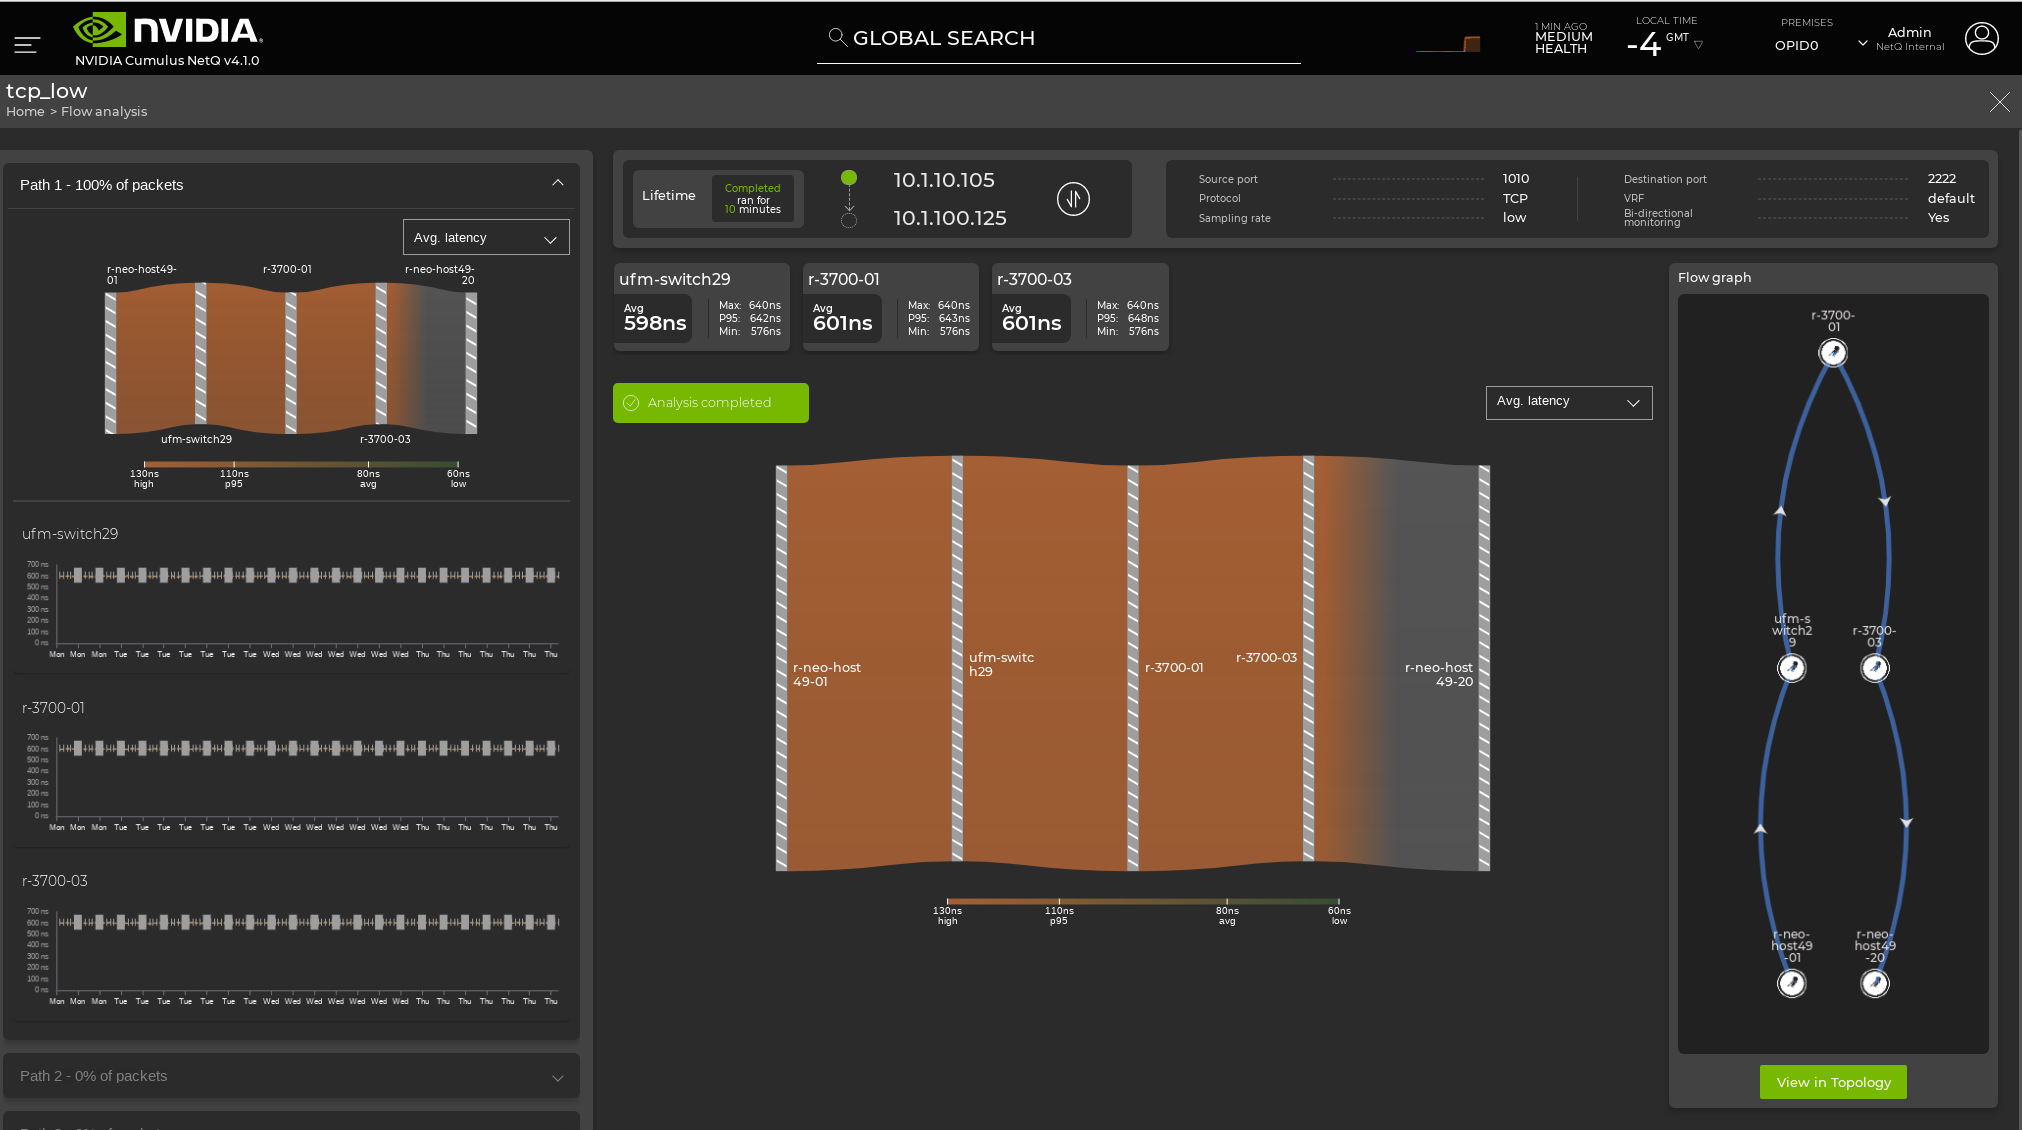 NVIDIA
NVIDIA Cumulus NetQ v4.1.0
GLOBAL SEARCH
1 MIN AGO
MEDIUM
HEALTH
LOCAL TIME
-4 GMT
PREMISES
OPID0
Admin
NetQ Internal
tcp_low
Home > Flow analysis
Path 1 - 100% of packets
Avg. latency
r-neo-host49-
01
r-3700-01
r-neo-host49-
20
ufm-switch29
r-3700-03
130ns 110ns 80ns 60ns
high p95 avg low
ufm-switch29
700 ns
600 ns
500 ns
400 ns
300 ns
200 ns
100 ns
0 ns
Mon Mon Mon Tue Tue Tue Tue Tue Tue Tue Wed Wed Wed Wed Wed Wed Wed Thu Thu Thu Thu Thu Thu Thu
r-3700-01
700 ns
600 ns
500 ns
400 ns
300 ns
200 ns
100 ns
0 ns
Mon Mon Mon Tue Tue Tue Tue Tue Tue Tue Wed Wed Wed Wed Wed Wed Wed Thu Thu Thu Thu Thu Thu Thu
r-3700-03
700 ns
600 ns
500 ns
400 ns
300 ns
200 ns
100 ns
0 ns
Mon Mon Mon Tue Tue Tue Tue Tue Tue Tue Wed Wed Wed Wed Wed Wed Wed Thu Thu Thu Thu Thu Thu Thu
Path 2 - 0% of packets
Lifetime
Completed
ran for
10 minutes
10.1.10.105
10.1.100.125
Source port 1010
Protocol TCP
Sampling rate low
Destination port 2222
VRF default
Bi-directional
monitoring
Yes
ufm-switch29
Avg
598ns
Max: 640ns
P95: 642ns
Min: 576ns
r-3700-01
Avg
601ns
Max: 640ns
P95: 643ns
Min: 576ns
r-3700-03
Avg
601ns
Max: 640ns
P95: 648ns
Min: 576ns
Analysis completed
Avg. latency
r-neo-host
49-01
ufm-switc
h29
r-3700-01
r-3700-03
r-neo-host
49-20
130ns 110ns 80ns 60ns
high p95 avg low
Flow graph
r-3700-
01
ufm-s
witch2
9
r-3700-
03
r-neo-
host49
-01
r-neo-
host49
-20
View in Topology